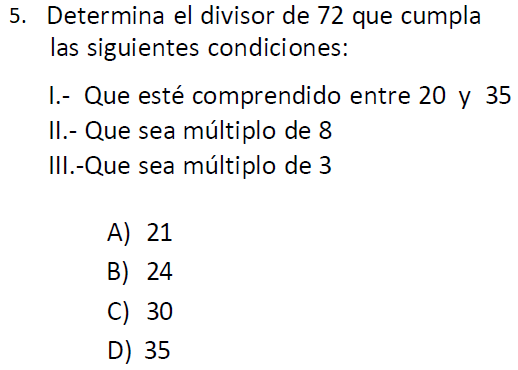 5. Determina el divisor de 72 que cumpla
las siguientes condiciones:
I.- Que esté comprendido entre 20 y 35
II.- Que sea múltiplo de 8
III.-Que sea múltiplo de 3
A) 21
B) 24
C) 30
D) 35